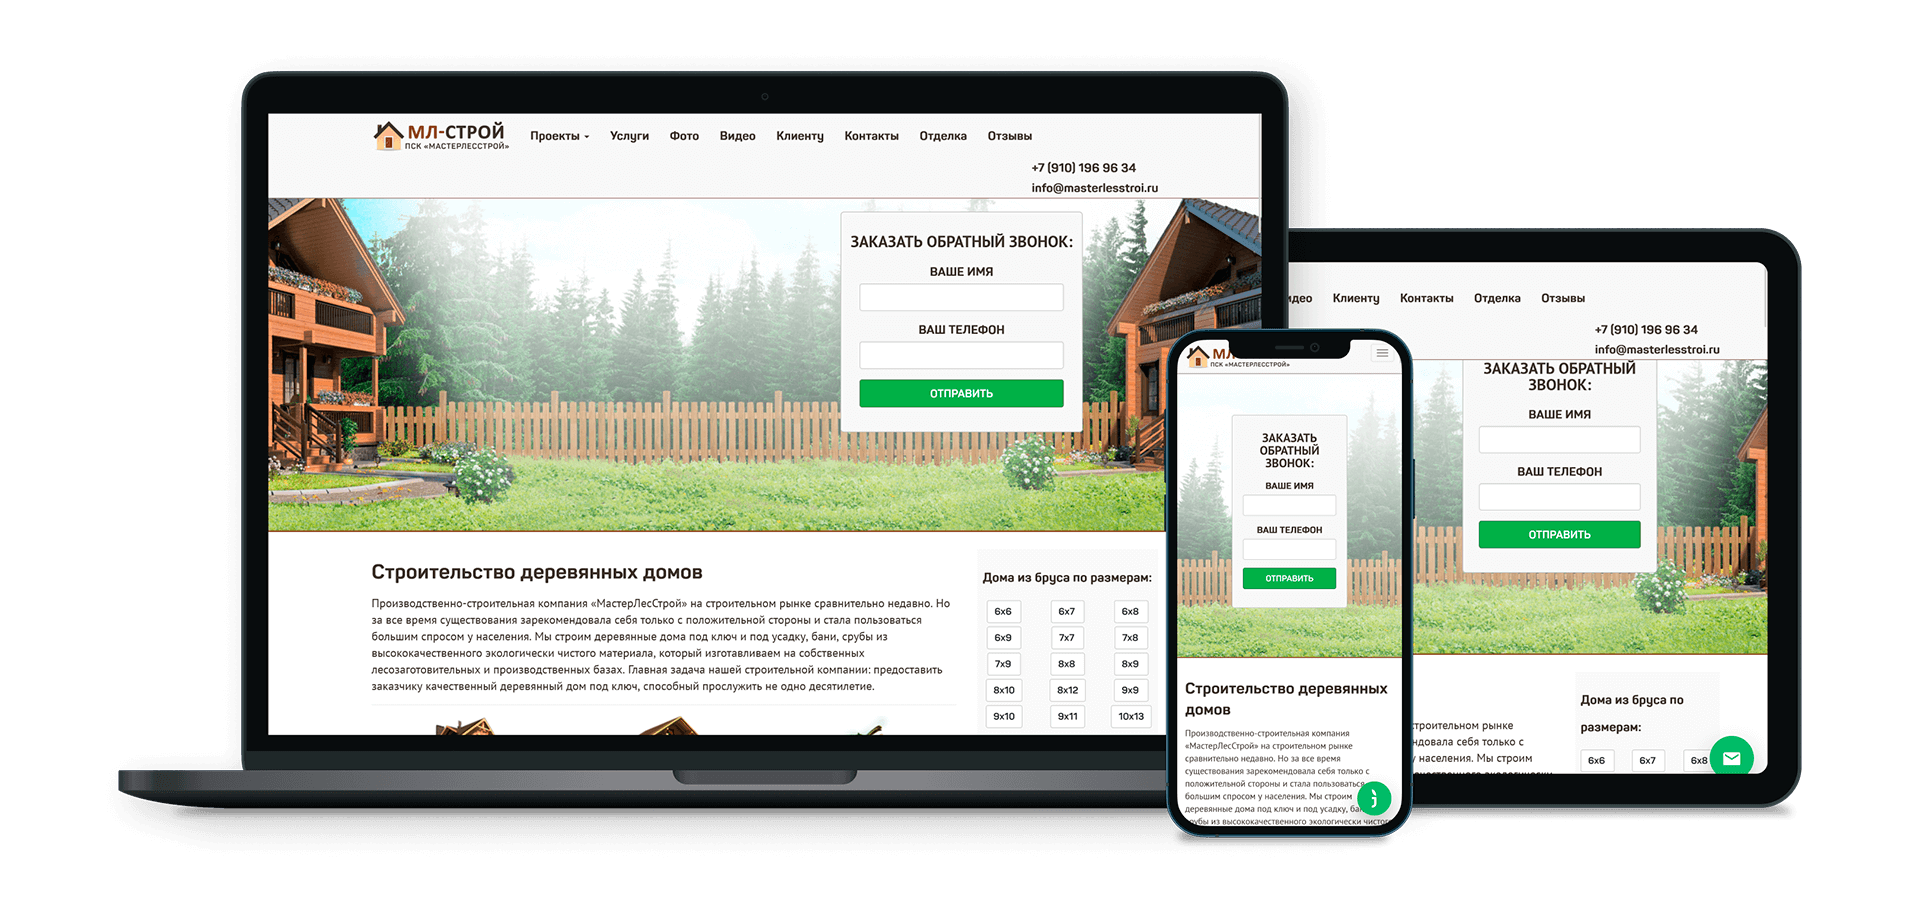 МЛ-СТРОЙ
ПСК «МАСТЕРЛЕССТРОЙ»
Проекты Услуги Фото Видео Клиенту Контакты Отделка Отзывы
+7 (910) 196 96 34
info@masterlesstroi.ru
ЗАКАЗАТЬ ОБРАТНЫЙ ЗВОНОК:
ВАШЕ ИМЯ
ВАШ ТЕЛЕФОН
ОТПРАВИТЬ
Строительство деревянных домов
Производственно-строительная компания «МастерЛесСтрой» на строительном рынке сравнительно недавно. Но
за все время существования зарекомендовала себя только с положительной стороны и стала пользоваться
большим спросом у населения. Мы строим деревянные дома под ключ и под усадку, бани, срубы из
высококачественного экологически чистого материала, который изготавливаем на собственных
лесозаготовительных и производственных базах. Главная задача нашей строительной компании: предоставить
заказчику качественный деревянный дом под ключ, способный прослужить не одно десятилетие.
Дома из бруса по размерам:
6x6 6x7 6x8
6x9 7x7 7x8
7x9 8x8 8x9
8x10 8x12 9x9
9x10 9x11 10x13
МЛ
ПСК «МАСТЕРЛЕССТРОЙ»
ЗАКАЗАТЬ
ОБРАТНЫЙ
ЗВОНОК:
ВАШЕ ИМЯ
ВАШ ТЕЛЕФОН
ОТПРАВИТЬ
Строительство деревянных
домов
Производственно-строительная компания
«МастерЛесСтрой» на строительном рынке
сравнительно недавно. Но за все время
существования зарекомендовала себя только с
положительной стороны и стала пользоваться
большим спросом у населения. Мы строим
деревянные дома под ключ и под усадку,
срубы из высококачественного экологически чистого
идео Клиенту Контакты Отделка Отзывы
+7 (910) 196 96 34
info@masterlesstroi.ru
ЗАКАЗАТЬ ОБРАТНЫЙ
ЗВОНОК:
ВАШЕ ИМЯ
ВАШ ТЕЛЕФОН
ОТПРАВИТЬ
строительном рынке
ндовала себя только с
у населения. Мы строим
Дома из бруса по
размерам:
6x6 6x7 6x8